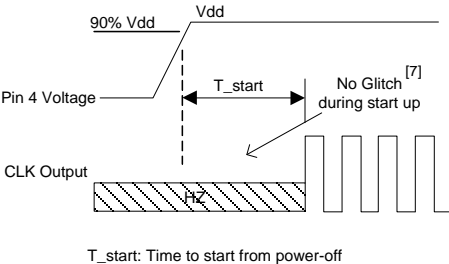 Vdd
90% Vdd
T_start
No Glitch [7]
during start up
Pin 4 Voltage
CLK Output
HZ
T_start: Time to start from power-off